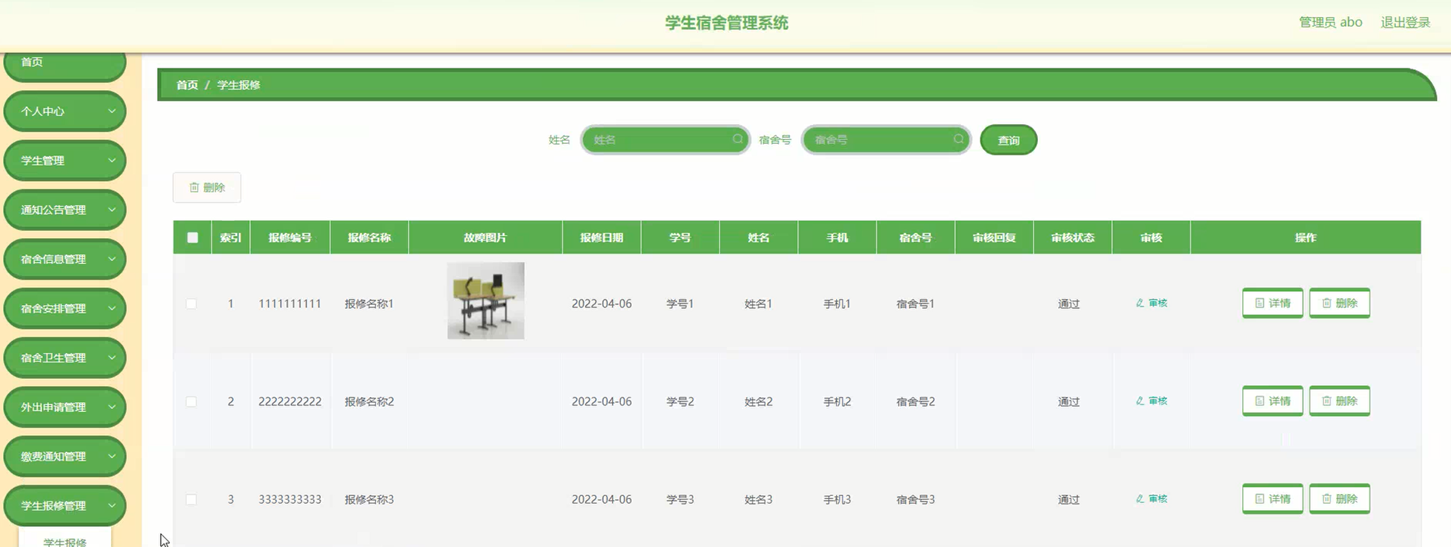 学生宿舍管理系统
管理员 abo 退出登录
首页
个人中心
学生管理
通知公告管理
宿舍信息管理
宿舍安排管理
宿舍卫生管理
外出申请管理
缴费通知管理
学生报修管理
学生报修
首页 / 学生报修
姓名 姓名 宿舍号 宿舍号 查询
删除
索引 报修编号 报修名称 故障图片 报修日期 学号 姓名 手机 宿舍号 审核回复 审核状态 审核 操作
1 1111111111 报修名称1 2022-04-06 学号1 姓名1 手机1 宿舍号1 通过 审核 详情 删除
2 2222222222 报修名称2 2022-04-06 学号2 姓名2 手机2 宿舍号2 通过 审核 详情 删除
3 3333333333 报修名称3 2022-04-06 学号3 姓名3 手机3 宿舍号3 通过 审核 详情 删除